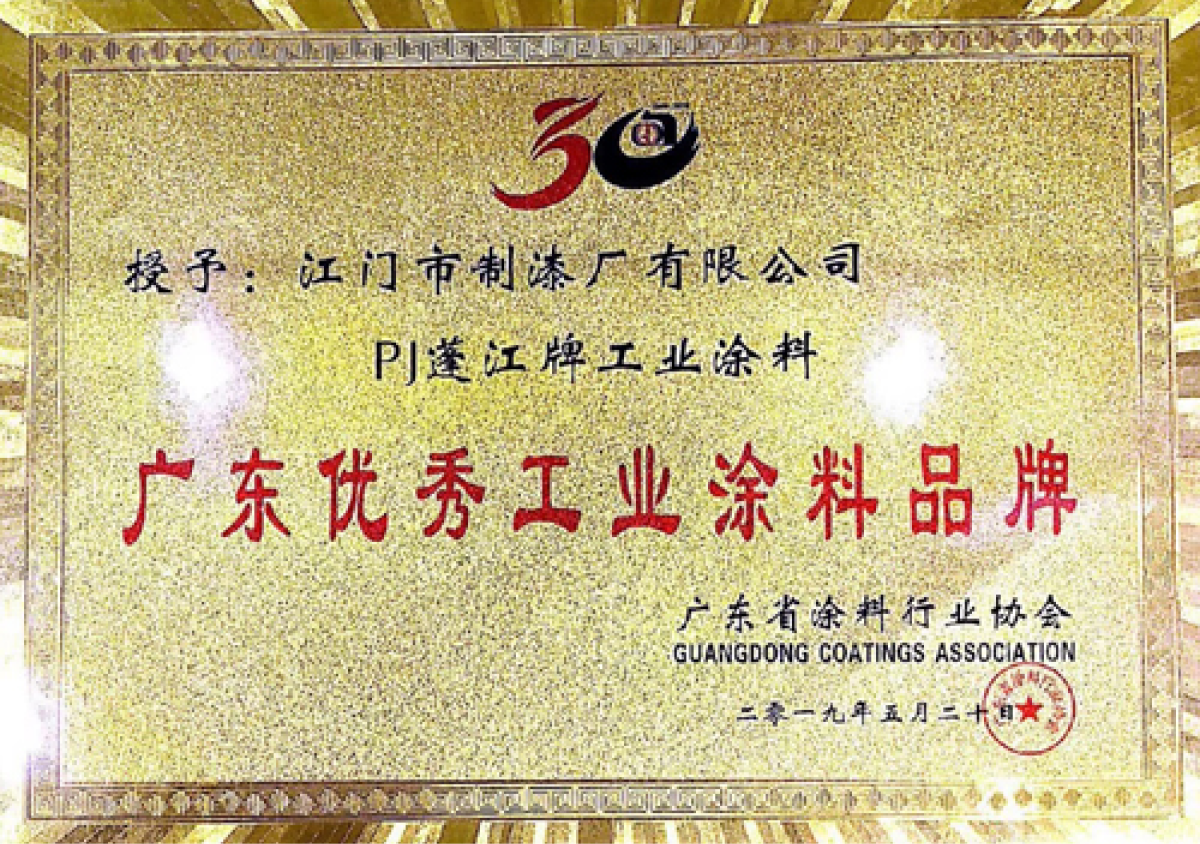 30
授予：江门市制漆厂有限公司
PJ蓬江牌工业涂料
广东优秀工业涂料品牌
广东省涂料行业协会
GUANGDONG COATINGS ASSOCIATION
二零一九年五月二十日